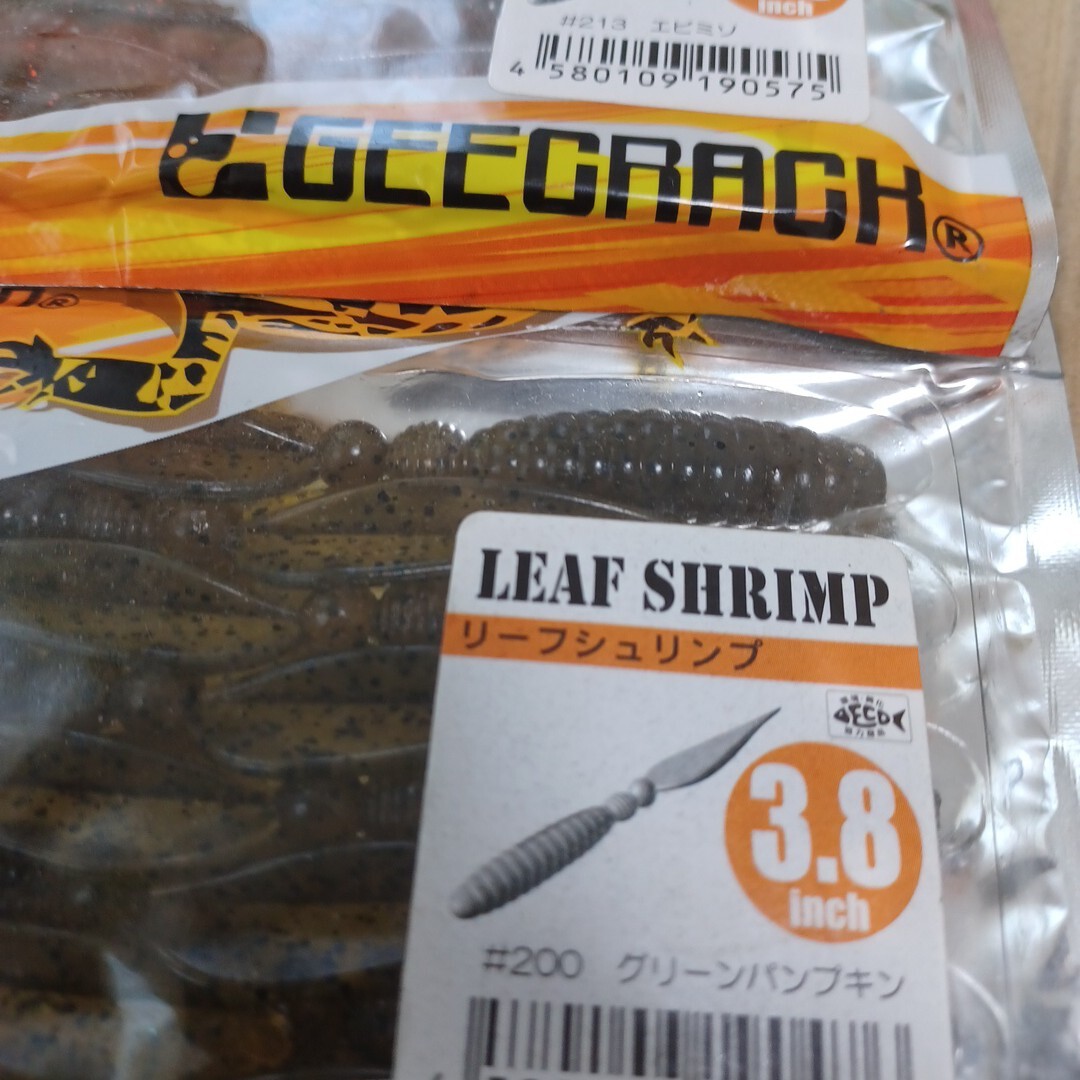 inch
#213 エビミソ
4 580109 190575
GEECRACK®
®
LEAF SHRIMP
リーフシュリンプ
ECO
3.8
inch
#200 グリーンパンプキン